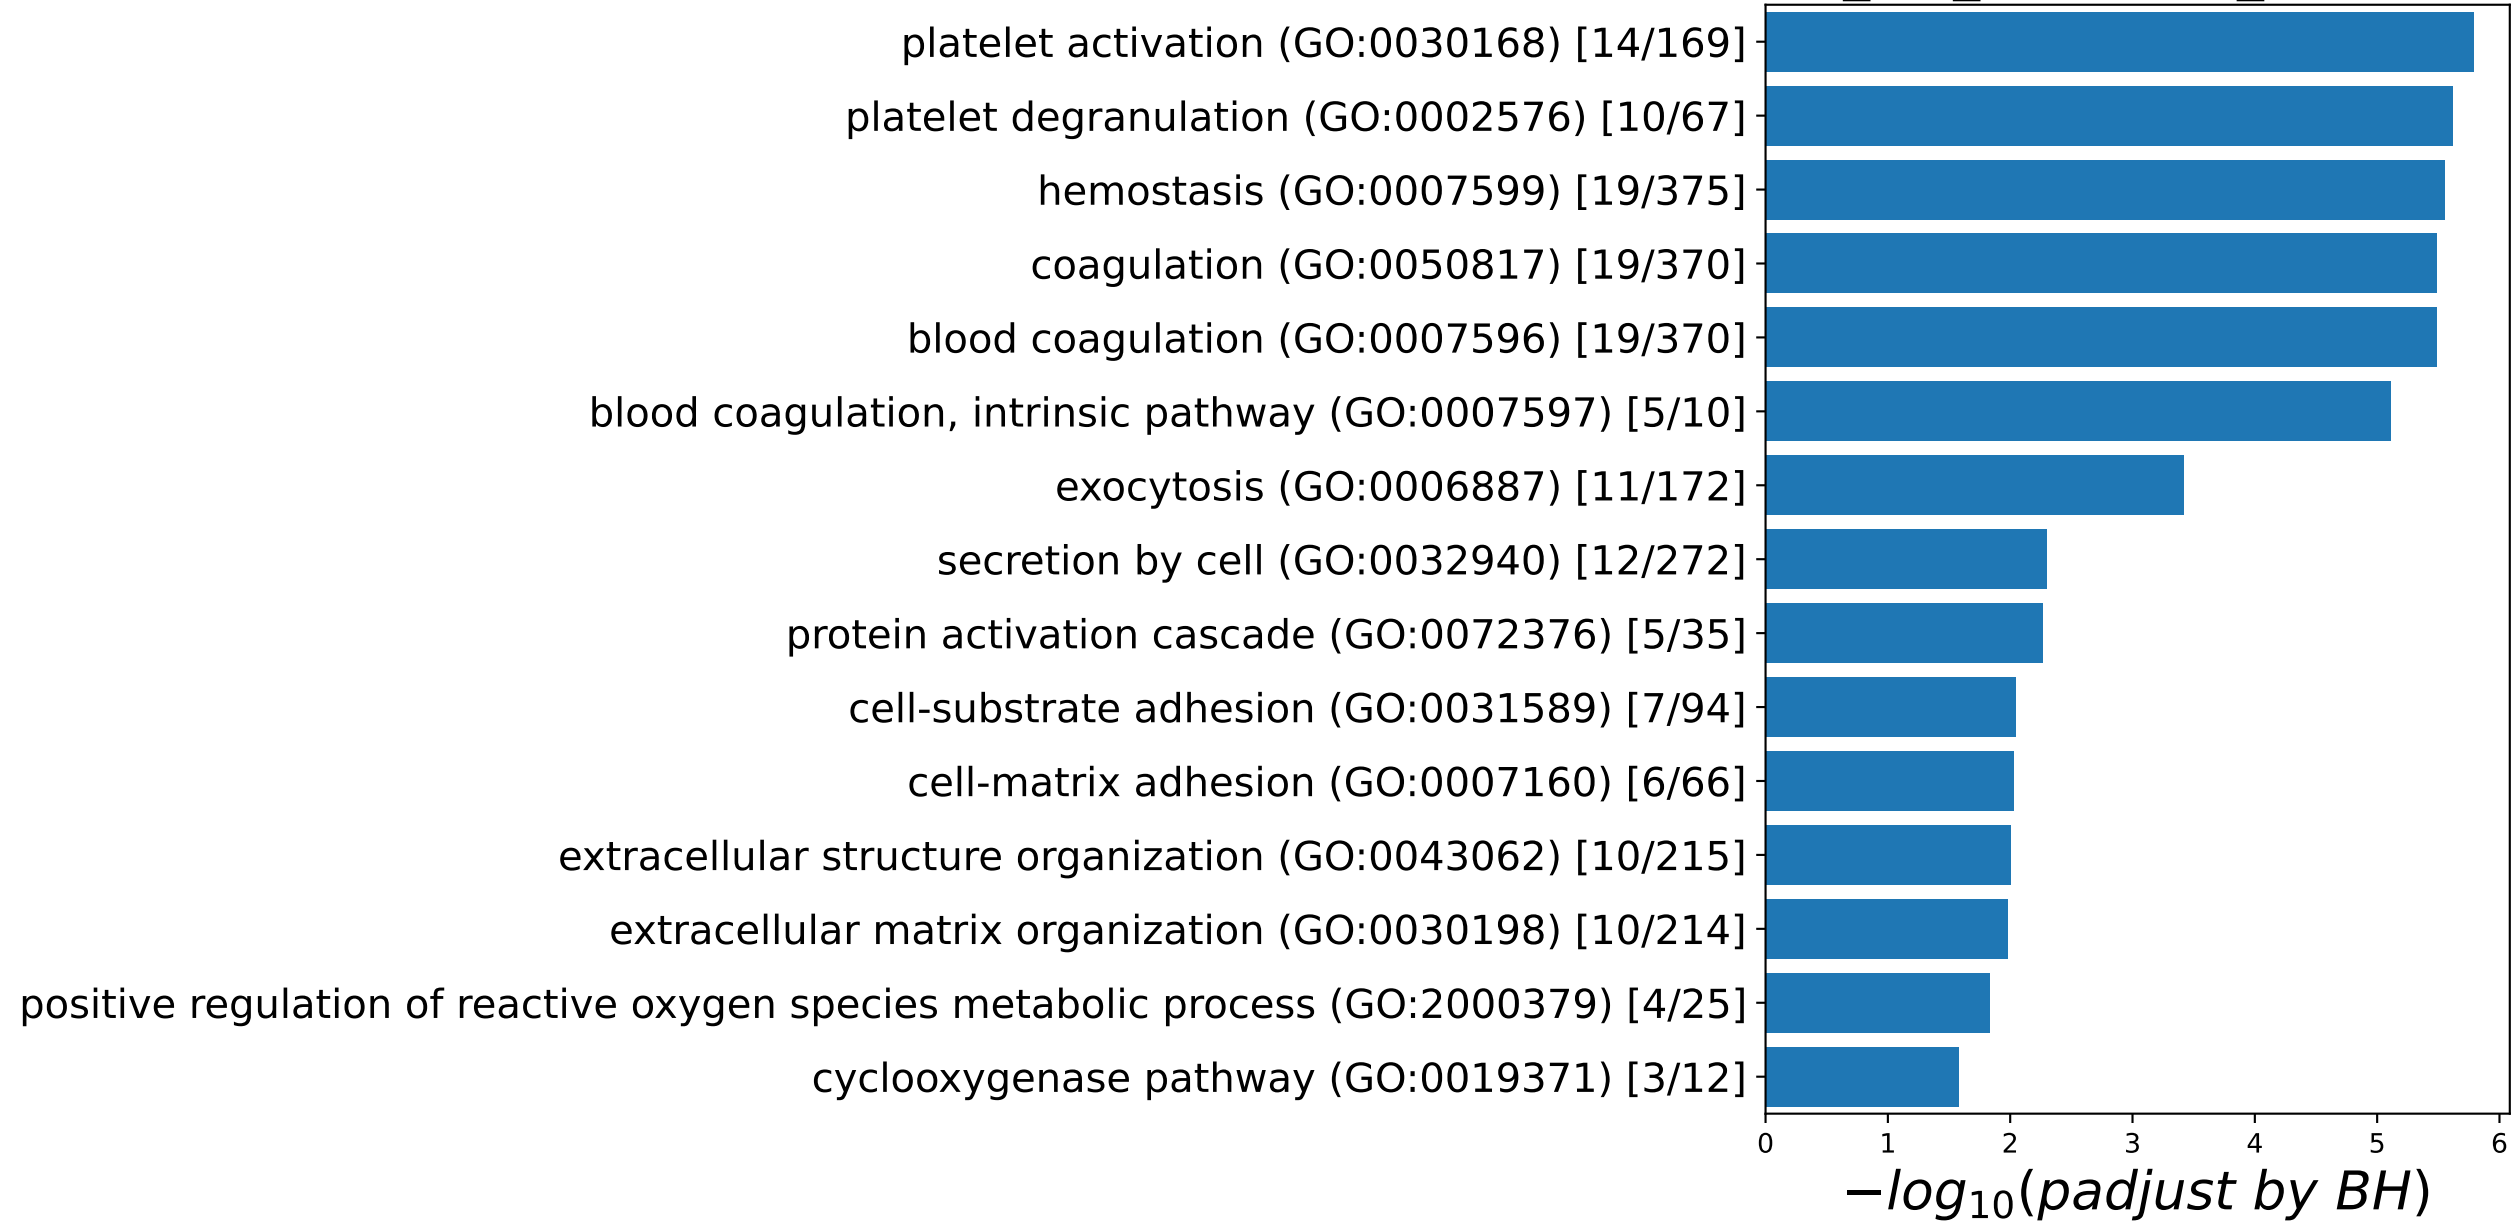 platelet activation (GO:0030168) [14/169]
platelet degranulation (GO:0002576) [10/67]
hemostasis (GO:0007599) [19/375]
coagulation (GO:0050817) [19/370]
blood coagulation (GO:0007596) [19/370]
blood coagulation, intrinsic pathway (GO:0007597) [5/10]
exocytosis (GO:0006887) [11/172]
secretion by cell (GO:0032940) [12/272]
protein activation cascade (GO:0072376) [5/35]
cell-substrate adhesion (GO:0031589) [7/94]
cell-matrix adhesion (GO:0007160) [6/66]
extracellular structure organization (GO:0043062) [10/215]
extracellular matrix organization (GO:0030198) [10/214]
positive regulation of reactive oxygen species metabolic process (GO:2000379) [4/25]
cyclooxygenase pathway (GO:0019371) [3/12]
0 1 2 3 4 5 6
−log₁₀(padjust by BH)